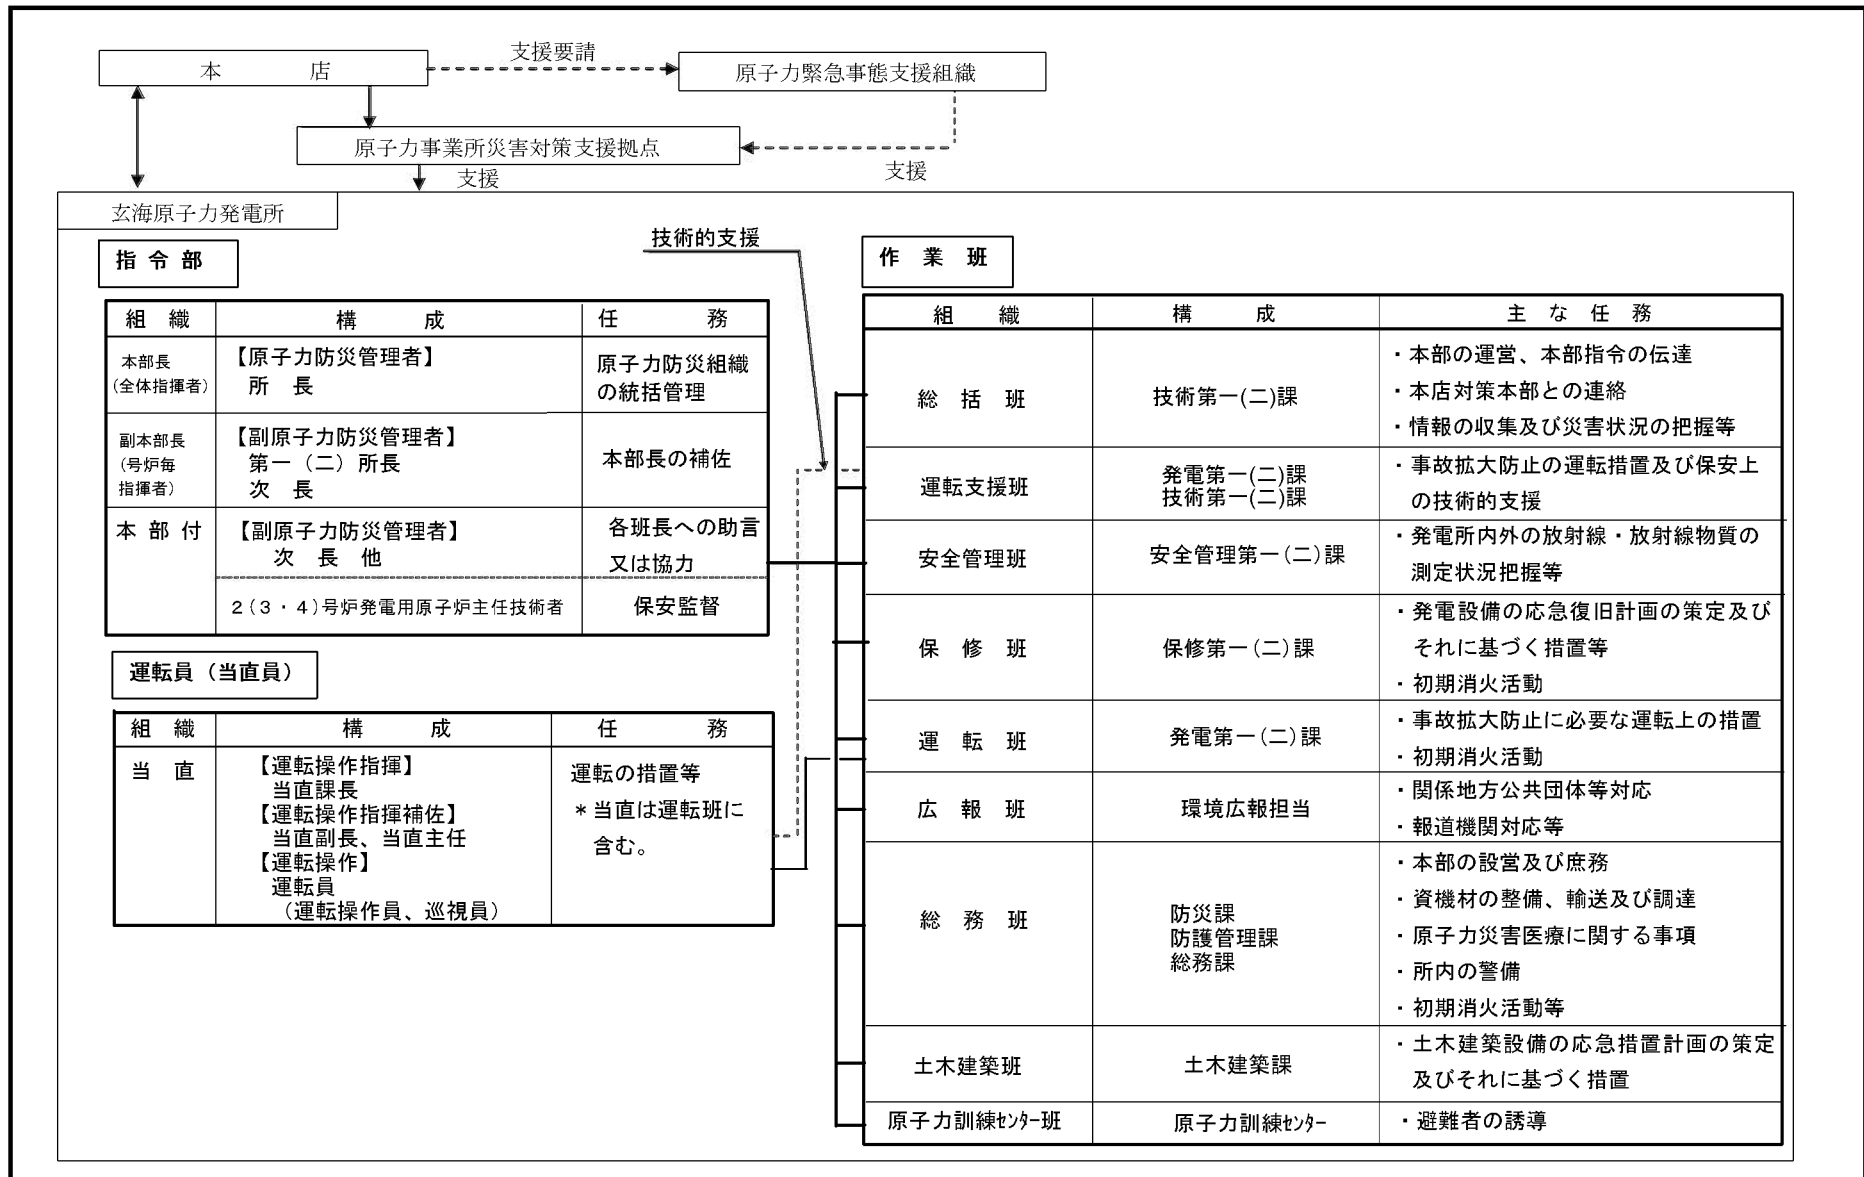 本　店
支援要請
原子力緊急事態支援組織
原子力事業所災害対策支援拠点
支援
支援
玄海原子力発電所
指令部
技術的支援
組織　構成　任務
本部長
(全体指揮者)
【原子力防災管理者】
所　長
原子力防災組織
の統括管理
副本部長
(号炉毎
指揮者)
【副原子力防災管理者】
第一（二）所長
次　長
本部長の補佐
本部付
【副原子力防災管理者】
次　長　他
各班長への助言
又は協力
2(3・4)号炉発電用原子炉主任技術者
保安監督
運転員（当直員）
組織　構成　任務
当直
【運転操作指揮】
当直課長
【運転操作指揮補佐】
当直副長、当直主任
【運転操作】
運転員
（運転操作員、巡視員）
運転の措置等
＊当直は運転班に
含む。
作業班
組織　構成　主な任務
総括班
技術第一(二)課
・本部の運営、本部指令の伝達
・本店対策本部との連絡
・情報の収集及び災害状況の把握等
運転支援班
発電第一(二)課
技術第一(二)課
・事故拡大防止の運転措置及び保安上
の技術的支援
安全管理班
安全管理第一(二)課
・発電所内外の放射線・放射線物質の
測定状況把握等
保修班
保修第一(二)課
・発電設備の応急復旧計画の策定及び
それに基づく措置等
・初期消火活動
運転班
発電第一(二)課
・事故拡大防止に必要な運転上の措置
・初期消火活動
広報班
環境広報担当
・関係地方公共団体等対応
・報道機関対応等
総務班
防災課
防護管理課
総務課
・本部の設営及び庶務
・資機材の整備、輸送及び調達
・原子力災害医療に関する事項
・所内の警備
・初期消火活動等
土木建築班
土木建築課
・土木建築設備の応急措置計画の策定
及びそれに基づく措置
原子力訓練ｾﾝﾀｰ班
原子力訓練ｾﾝﾀｰ
・避難者の誘導